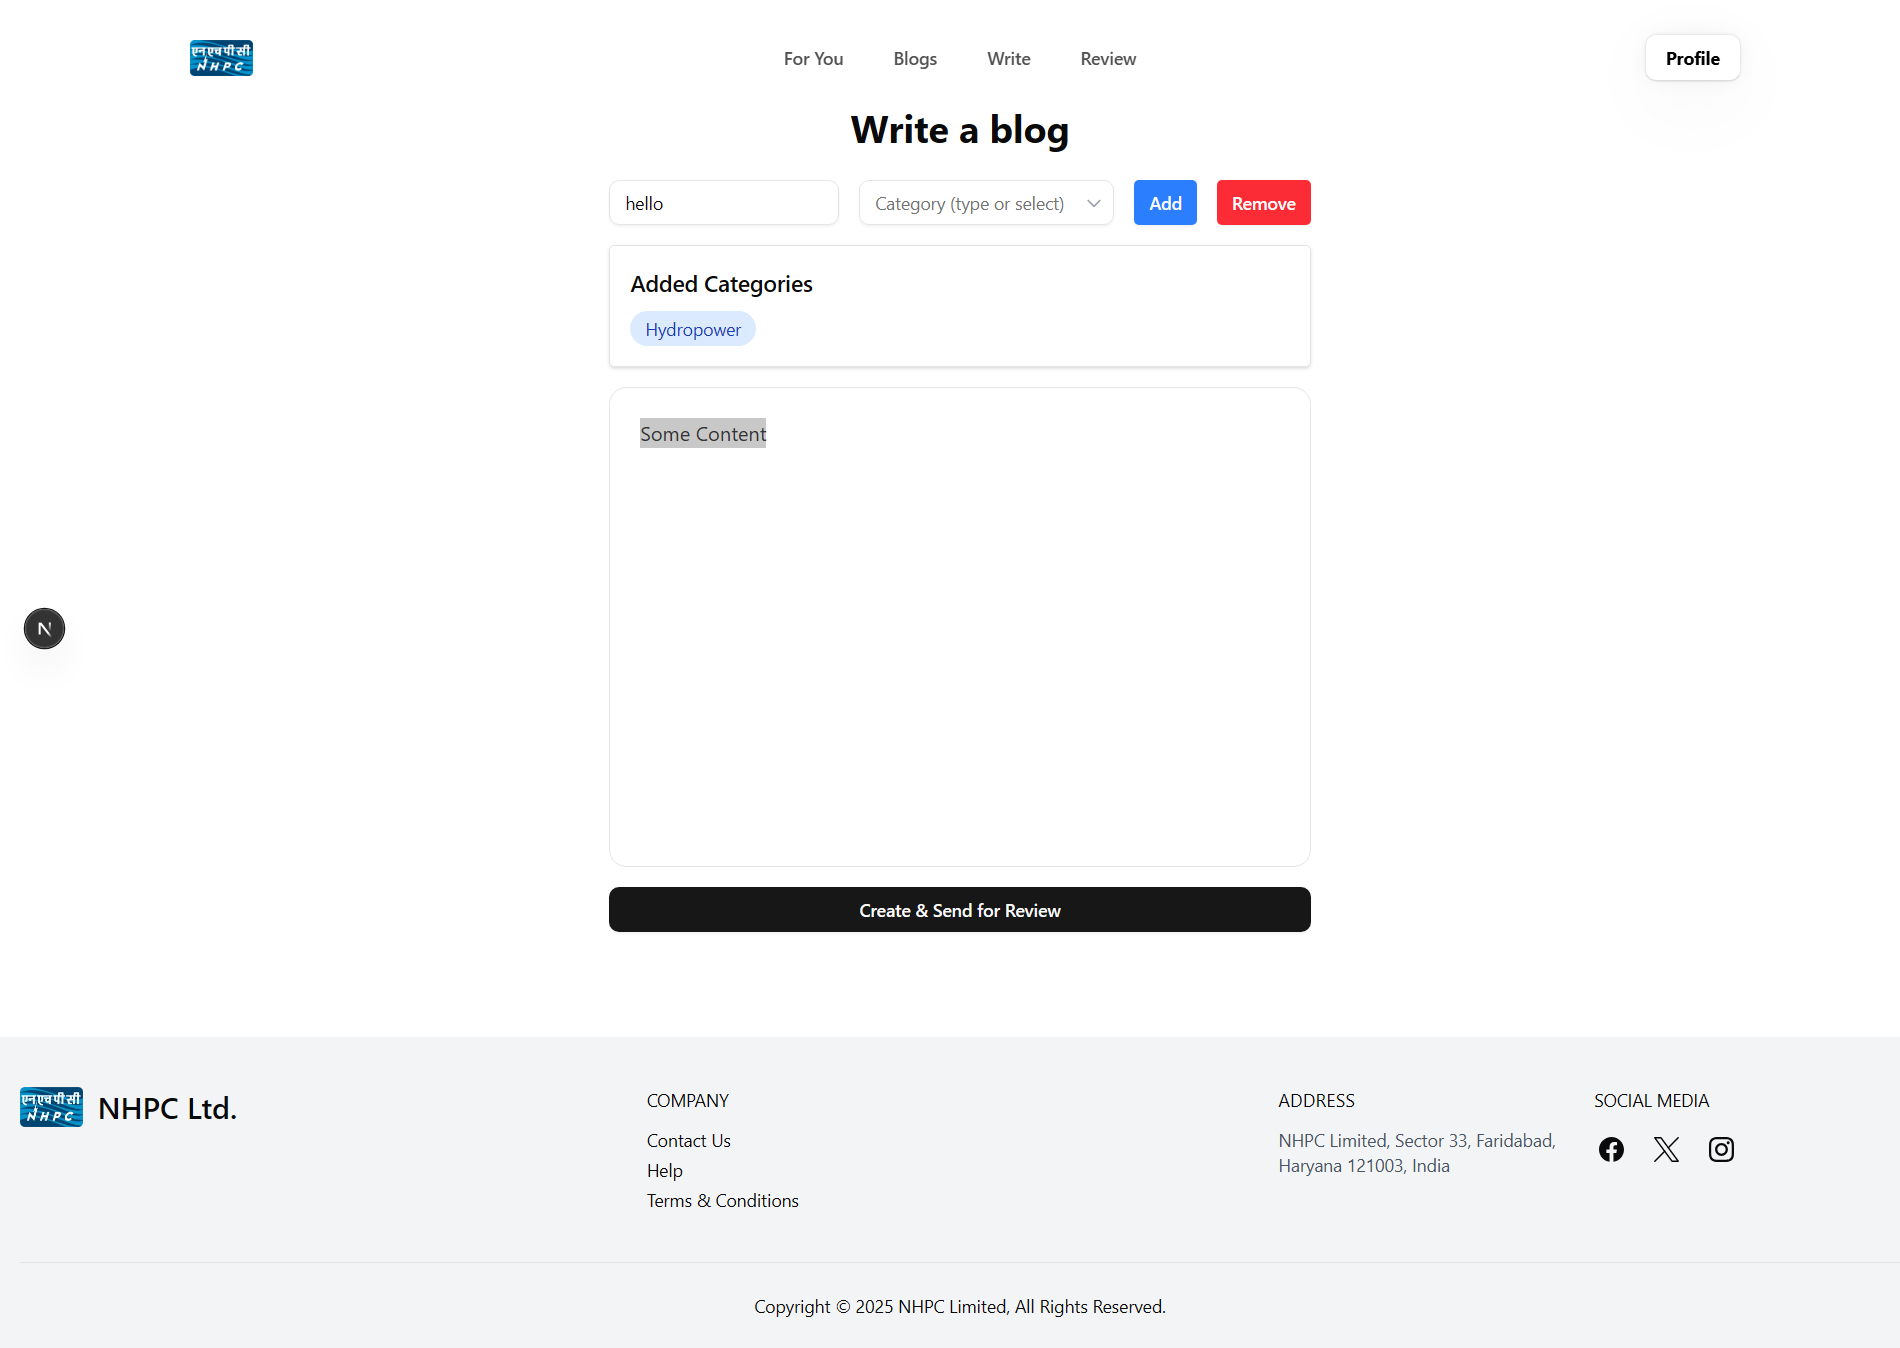 एनएचपीसी
NHPC
For You
Blogs
Write
Review
Profile
Write a blog
hello
Category (type or select)
Add
Remove
Added Categories
Hydropower
Some Content
N
Create & Send for Review
एनएचपीसी
NHPC
NHPC Ltd.
COMPANY
Contact Us
Help
Terms & Conditions
ADDRESS
NHPC Limited, Sector 33, Faridabad,
Haryana 121003, India
SOCIAL MEDIA
Copyright © 2025 NHPC Limited, All Rights Reserved.